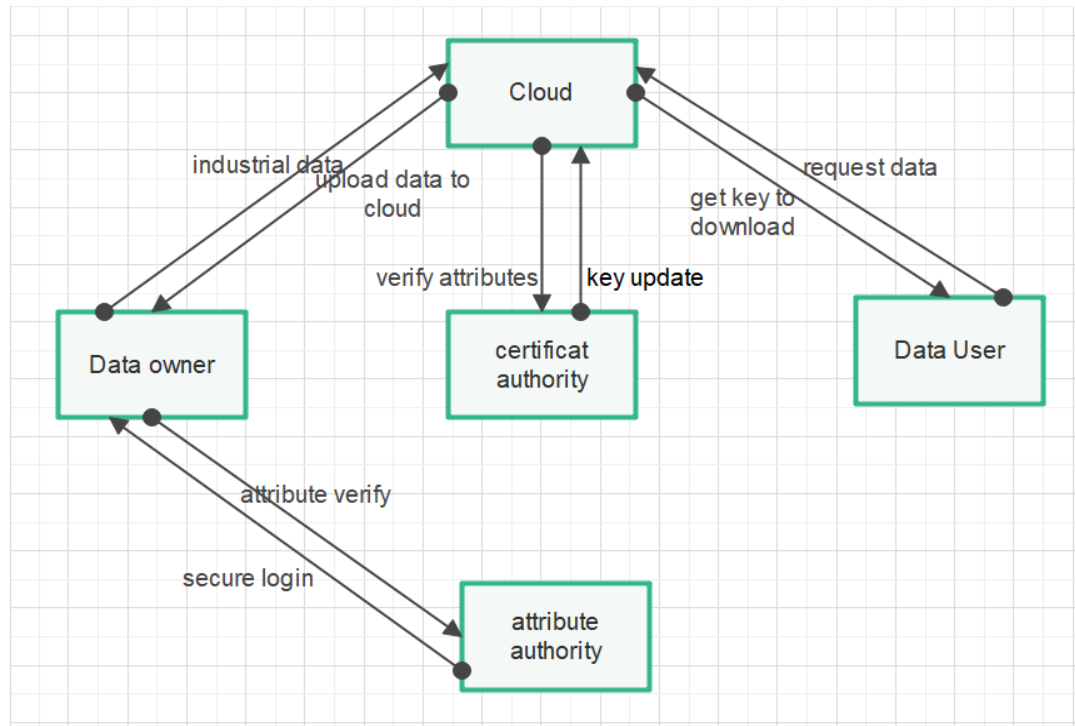 Cloud
industrial data
upload data to
cloud
request data
get key to
download
verify attributes
key update
Data owner
certificat
authority
Data User
attribute verify
secure login
attribute
authority